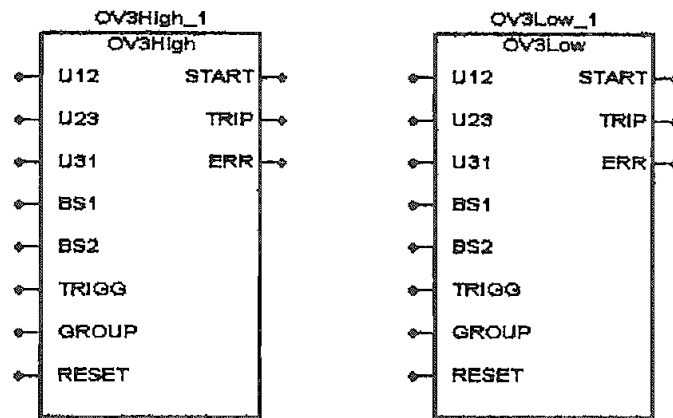 OV3High_1
OV3High
U12 START
U23 TRIP
U31 ERR
BS1
BS2
TRIGG
GROUP
RESET
OV3Low_1
OV3Low
U12 START
U23 TRIP
U31 ERR
BS1
BS2
TRIGG
GROUP
RESET